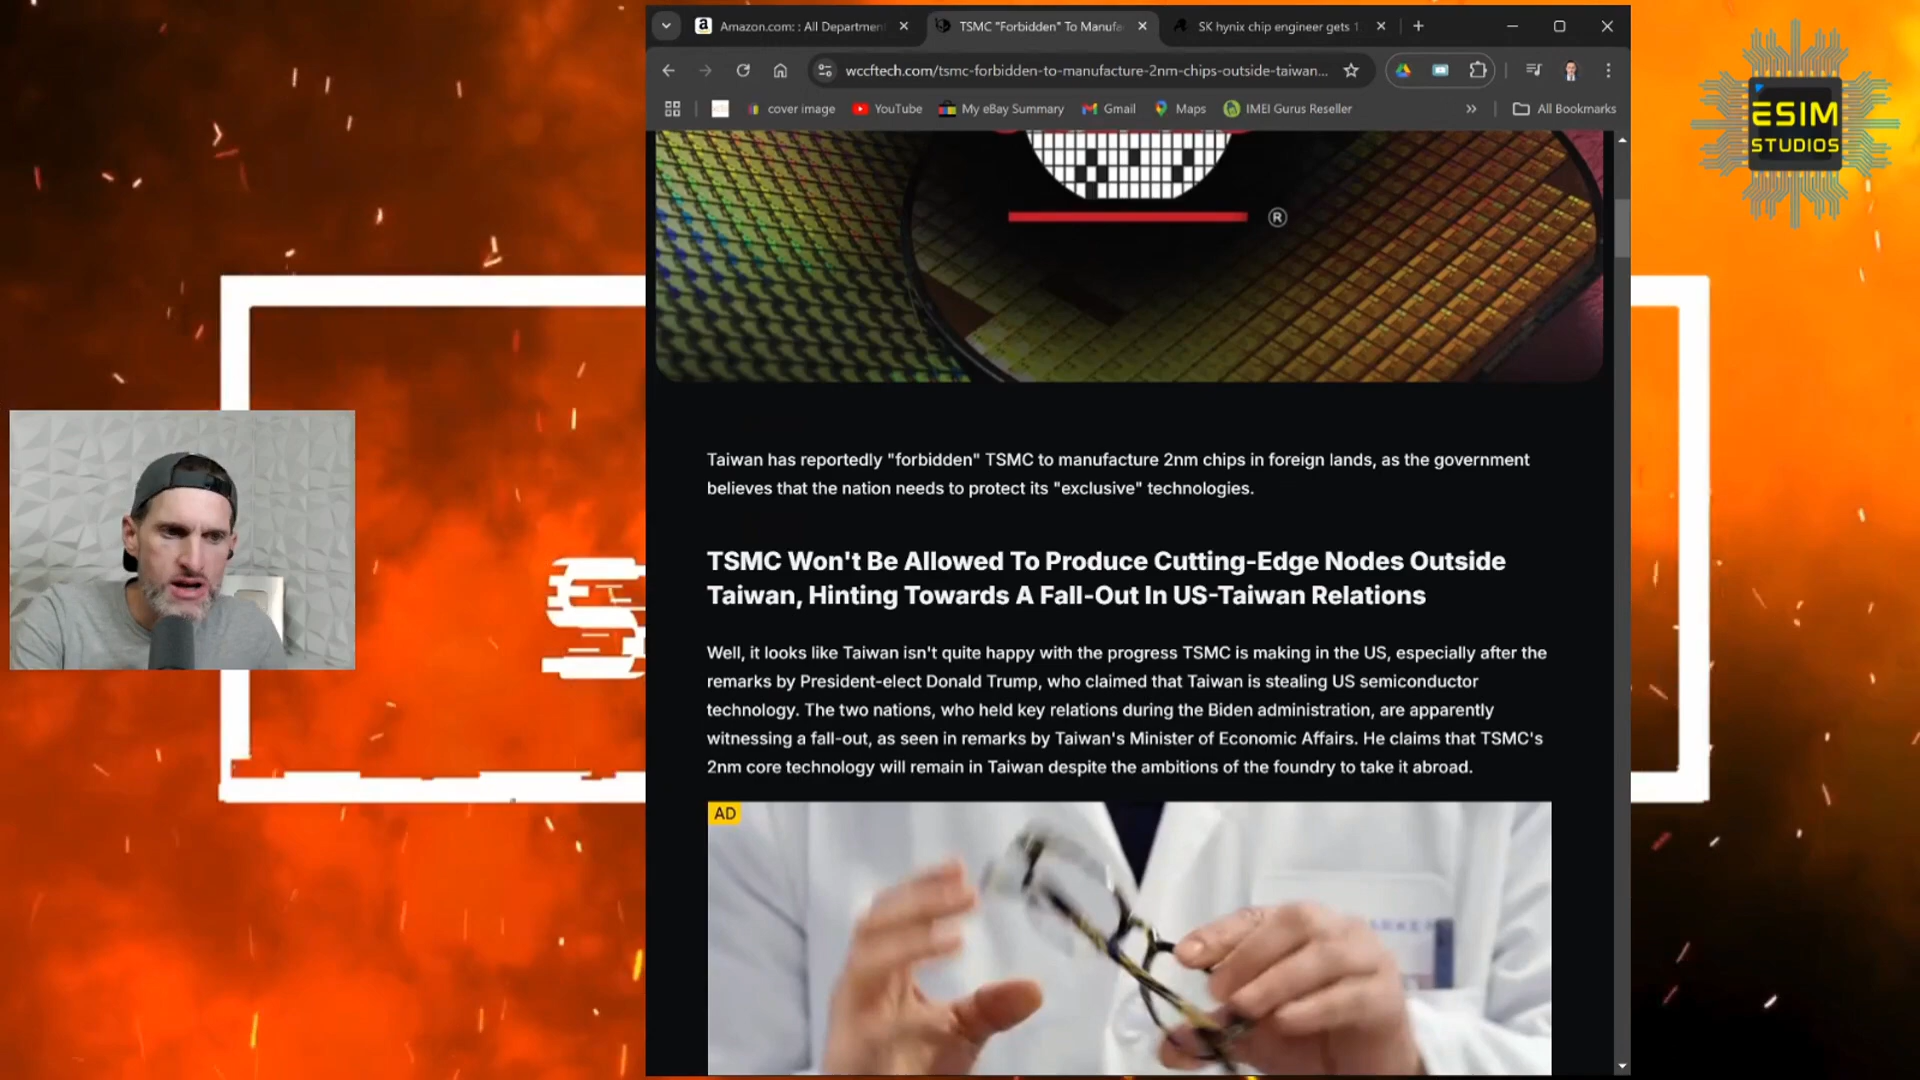 Amazon.com: : All Departmen
TSMC "Forbidden" To Manufa
SK hynix chip engineer gets 1
wccftech.com/tsmc-forbidden-to-manufacture-2nm-chips-outside-taiwan...
cover image
YouTube
My eBay Summary
Gmail
Maps
IMEI Gurus Reseller
»
All Bookmarks
ESIM
STUDIOS
®
Taiwan has reportedly "forbidden" TSMC to manufacture 2nm chips in foreign lands, as the government
believes that the nation needs to protect its "exclusive" technologies.
TSMC Won't Be Allowed To Produce Cutting-Edge Nodes Outside
Taiwan, Hinting Towards A Fall-Out In US-Taiwan Relations
Well, it looks like Taiwan isn't quite happy with the progress TSMC is making in the US, especially after the
remarks by President-elect Donald Trump, who claimed that Taiwan is stealing US semiconductor
technology. The two nations, who held key relations during the Biden administration, are apparently
witnessing a fall-out, as seen in remarks by Taiwan's Minister of Economic Affairs. He claims that TSMC's
2nm core technology will remain in Taiwan despite the ambitions of the foundry to take it abroad.
AD